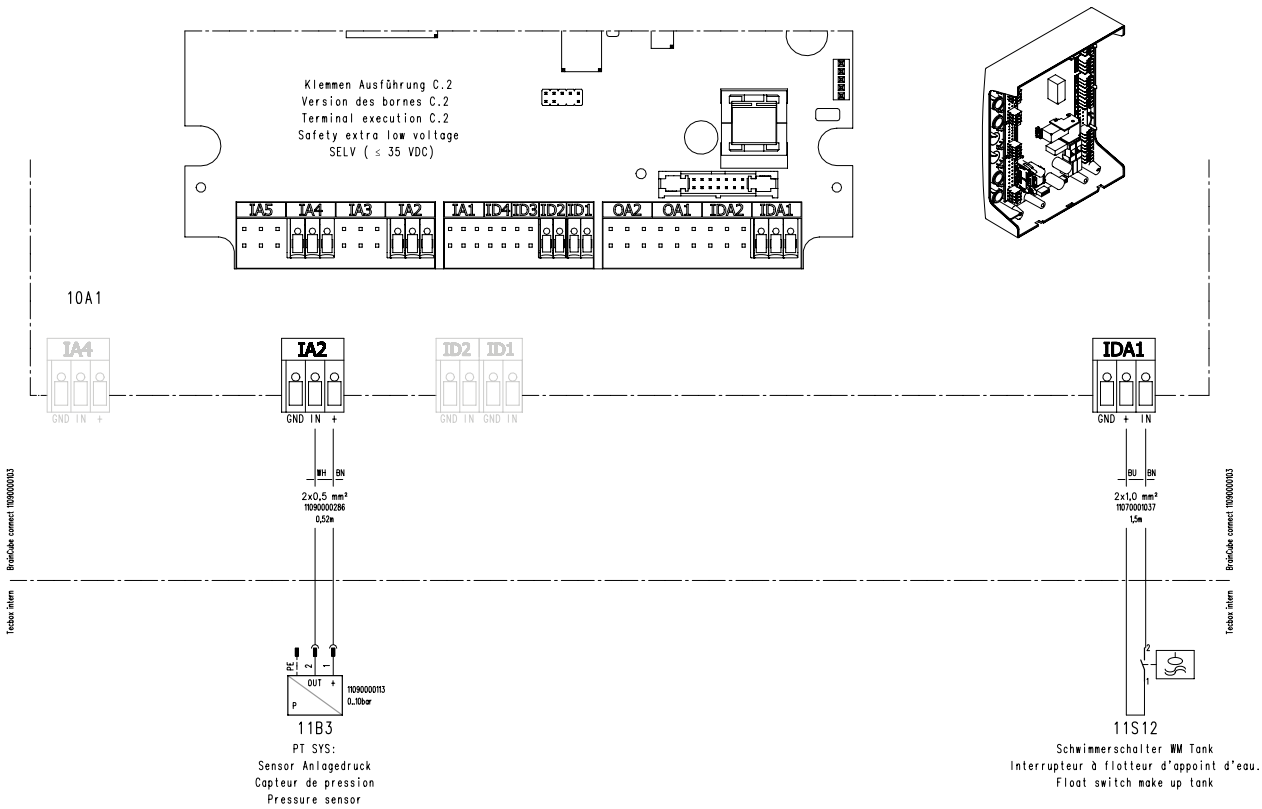 Klemmen Ausführung C.2
Version des bornes C.2
Terminal execution C.2
Safety extra low voltage
SELV ( ≤ 35 VDC)
IA5 IA4 IA3 IA2 IA1 ID4 ID3 ID2 ID1 OA2 OA1 IDA2 IDA1
10A1
IA4 IA2 ID2 ID1 IDA1
GND IN + GND IN + GND IN GND IN GND + IN
WH BN BU BN
2x0,5 mm²
11090000286
0,52m
2x1,0 mm²
11070001037
1,5m
BrainCube connect 11090000103
BrainCube connect 11090000103
Tecbox intern
Tecbox intern
PE 2 1
OUT +
P
11090000113
0..10bar
2
1
11B3
PT SYS:
Sensor Anlagedruck
Capteur de pression
Pressure sensor
11S12
Schwimmerschalter WM Tank
Interrupteur à flotteur d'appoint d'eau.
Float switch make up tank